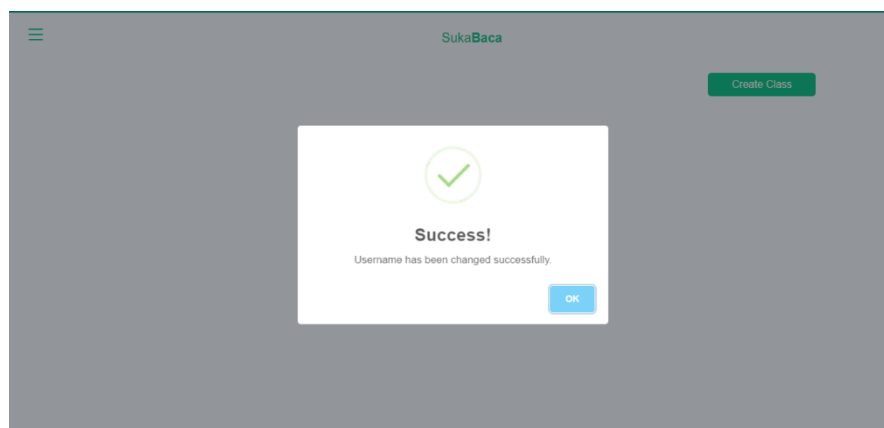 SukaBaca
Create Class
Success!
Username has been changed successfully.
OK